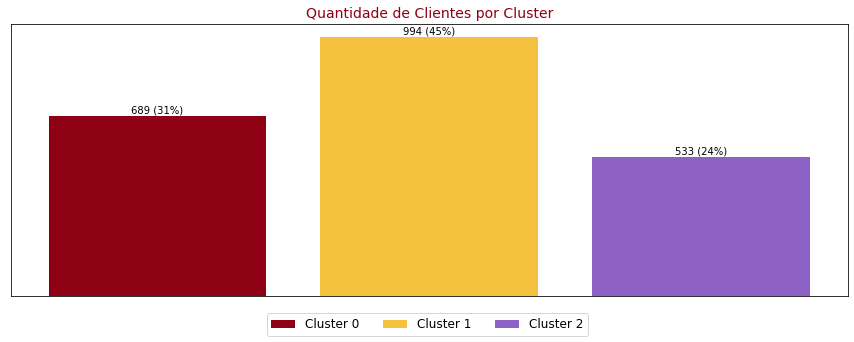 Quantidade de Clientes por Cluster
994 (45%)
689 (31%)
533 (24%)
Cluster 0
Cluster 1
Cluster 2